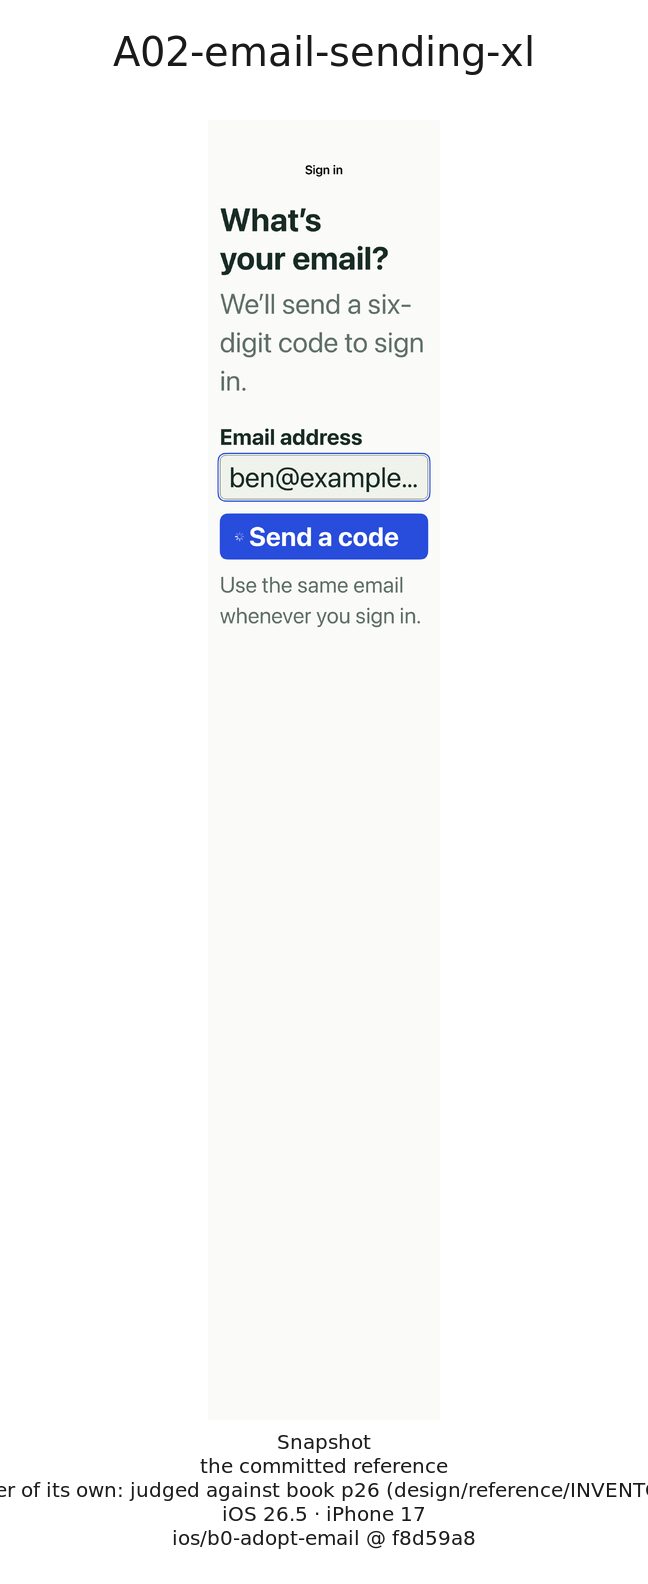 A02-email-sending-xl
Sign in
What's
your email?
We'll send a six-
digit code to sign
in.
Email address
ben@example...
Send a code
Use the same email
whenever you sign in.
Snapshot
the committed reference
of its own: judged against book p26 (design/reference/
iOS 26.5 · iPhone 17
ios/b0-adopt-email @ f8d59a8